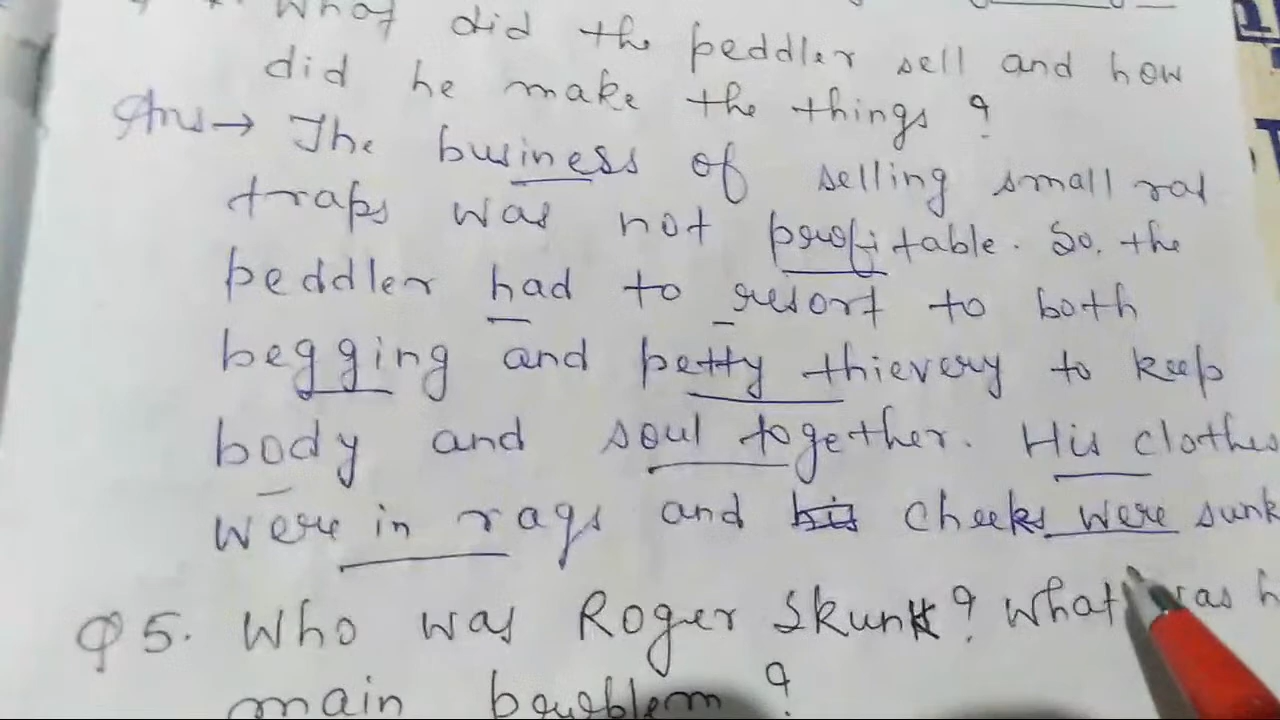 What did the peddler sell and how
did he make the things ?
Ans → The business of selling small rat
traps was not profitable. So, the
peddler had to resort to both
begging and petty thievery to keep
body and soul together. His clothes
were in rags and cheeks were sunk
Q 5. Who was Roger Skunk? What was h
main problem ?